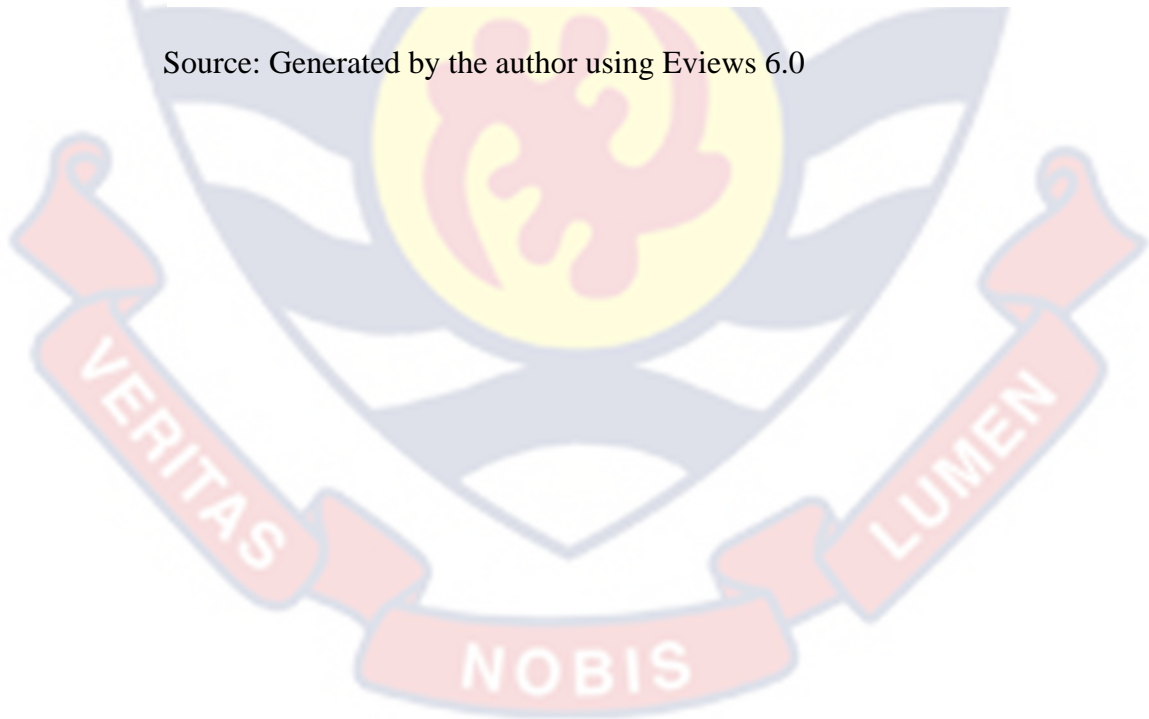 Source: Generated by the author using Eviews 6.0
VERITAS
NOBIS
LUMEN